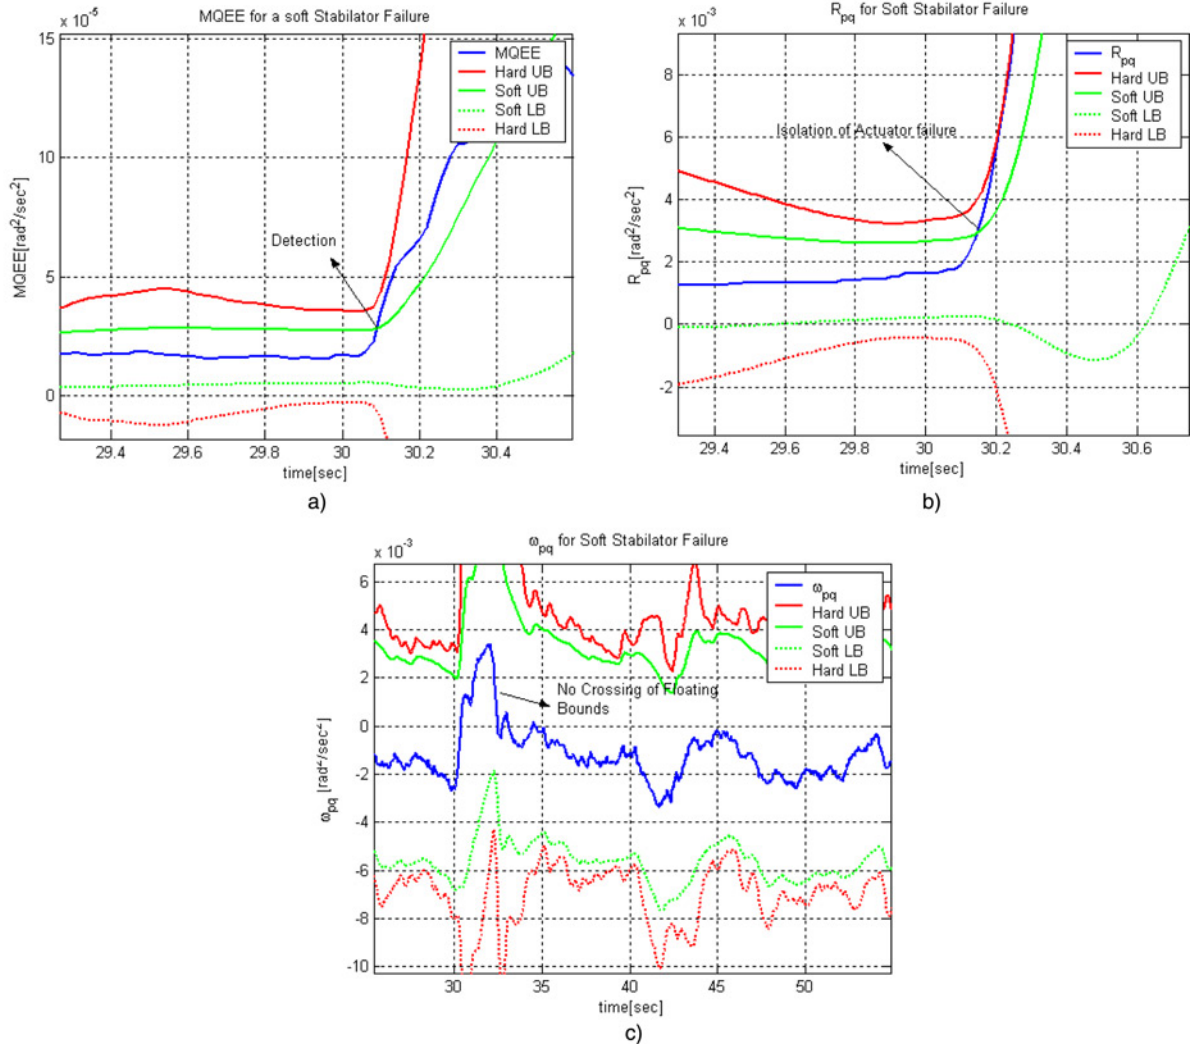 MQEE for a soft Stabilator Failure
x 10⁻⁵
15
10
5
0
MQEE[rad²/sec²]
MQEE
Hard UB
Soft UB
Soft LB
Hard LB
Detection
29.4 29.6 29.8 30 30.2 30.4
time[sec]
a)
R_pq for Soft Stabilator Failure
x 10⁻³
8
6
4
2
0
-2
R_pq[rad²/sec²]
R_pq
Hard UB
Soft UB
Soft LB
Hard LB
Isolation of Actuator failure
29.4 29.6 29.8 30 30.2 30.4 30.6
time[sec]
b)
ω_pq for Soft Stabilator Failure
x 10⁻³
6
4
2
0
-2
-4
-6
-8
-10
ω_pq [rad²/sec²]
ω_pq
Hard UB
Soft UB
Soft LB
Hard LB
No Crossing of Floating
Bounds
30 35 40 45 50
time[sec]
c)